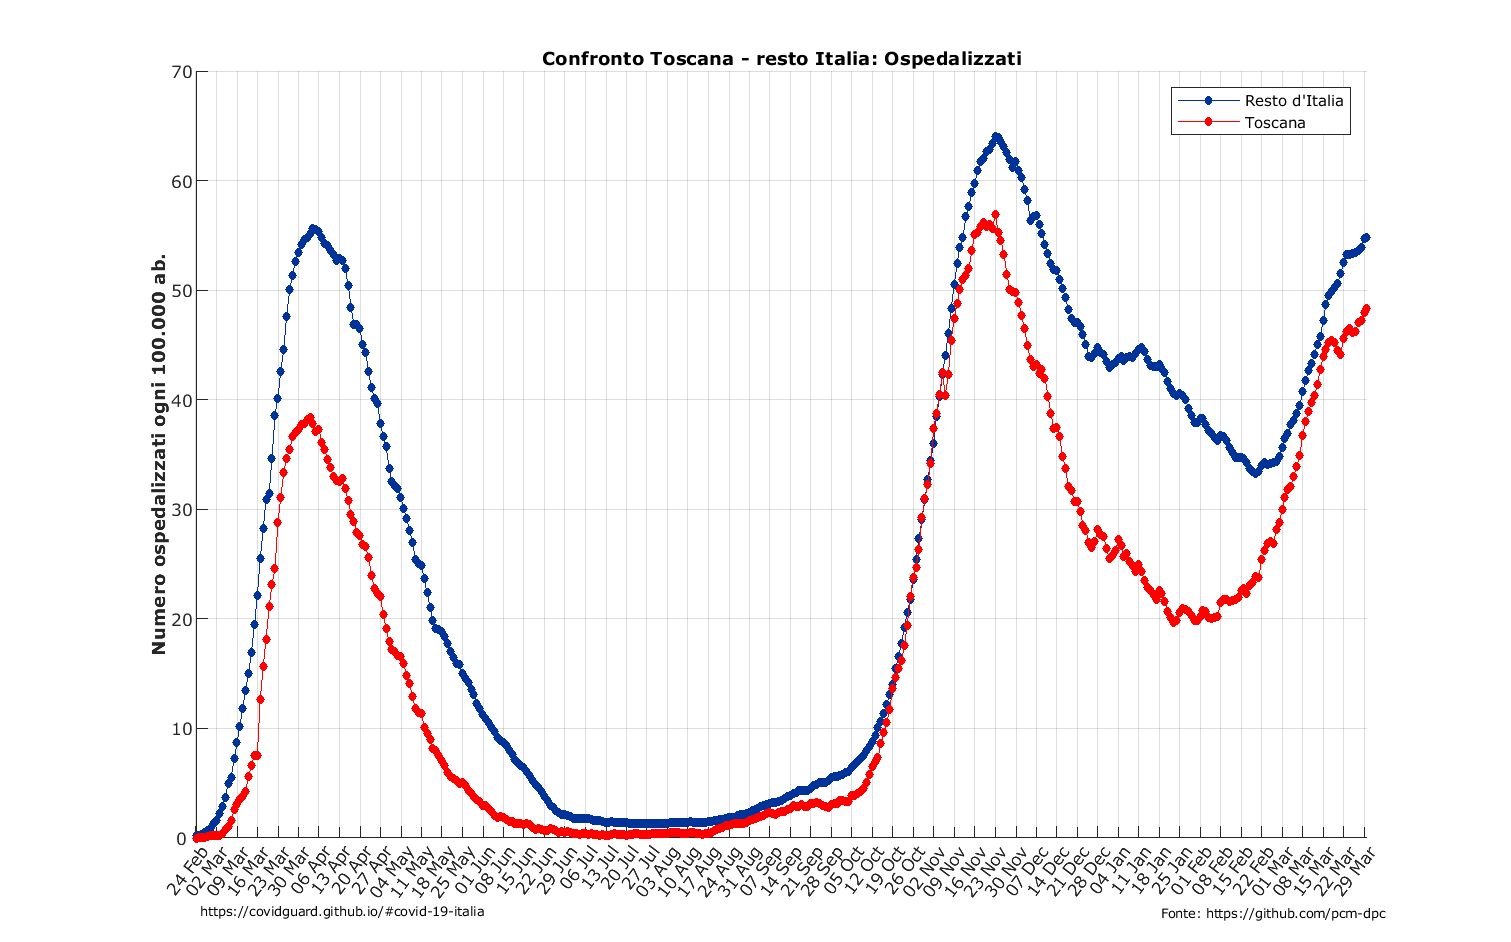 Confronto Toscana - resto Italia: Ospedalizzati
Resto d'Italia
Toscana
Numero ospedalizzati ogni 100.000 ab.
70
60
50
40
30
20
10
0
24 Feb
02 Mar
09 Mar
16 Mar
23 Mar
30 Mar
06 Apr
13 Apr
20 Apr
27 Apr
04 May
11 May
18 May
25 May
01 Jun
08 Jun
15 Jun
22 Jun
29 Jun
06 Jul
13 Jul
20 Jul
27 Jul
03 Aug
10 Aug
17 Aug
24 Aug
31 Aug
07 Sep
14 Sep
21 Sep
28 Sep
05 Oct
12 Oct
19 Oct
26 Oct
02 Nov
09 Nov
16 Nov
23 Nov
30 Nov
07 Dec
14 Dec
21 Dec
28 Dec
04 Jan
11 Jan
18 Jan
25 Jan
01 Feb
08 Feb
15 Feb
22 Feb
01 Mar
08 Mar
15 Mar
22 Mar
29 Mar
https://covidguard.github.io/#covid-19-italia
Fonte: https://github.com/pcm-dpc